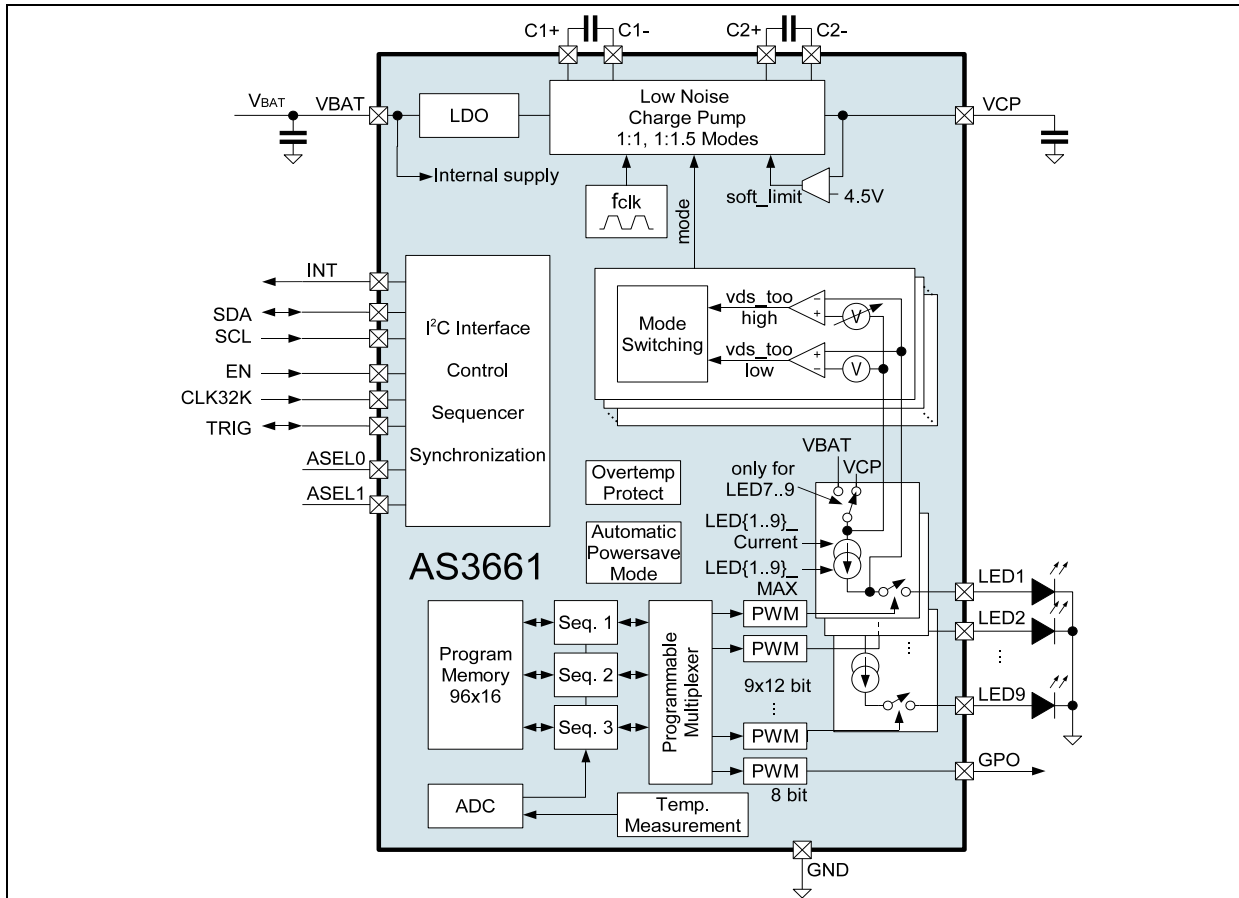 C1+ C1- C2+ C2-
VBAT VBAT
LDO
Low Noise
Charge Pump
1:1, 1:1.5 Modes
VCP
Internal supply
fclk
mode
soft_limit
4.5V
INT
SDA
SCL
EN
CLK32K
TRIG
ASEL0
ASEL1
I²C Interface
Control
Sequencer
Synchronization
Mode
Switching
vds_too
high
vds_too
low
- + V
+ - V
Overtemp
Protect
Automatic
Powersave
Mode
VBAT
VCP
only for
LED7..9
LED{1..9}_
Current
LED{1..9}_
MAX
AS3661
Program
Memory
96x16
Seq. 1
Seq. 2
Seq. 3
Programmable
Multiplexer
PWM
PWM
9x12 bit
...
PWM
PWM
8 bit
...
LED1
LED2
...
LED9
GPO
ADC
Temp.
Measurement
GND